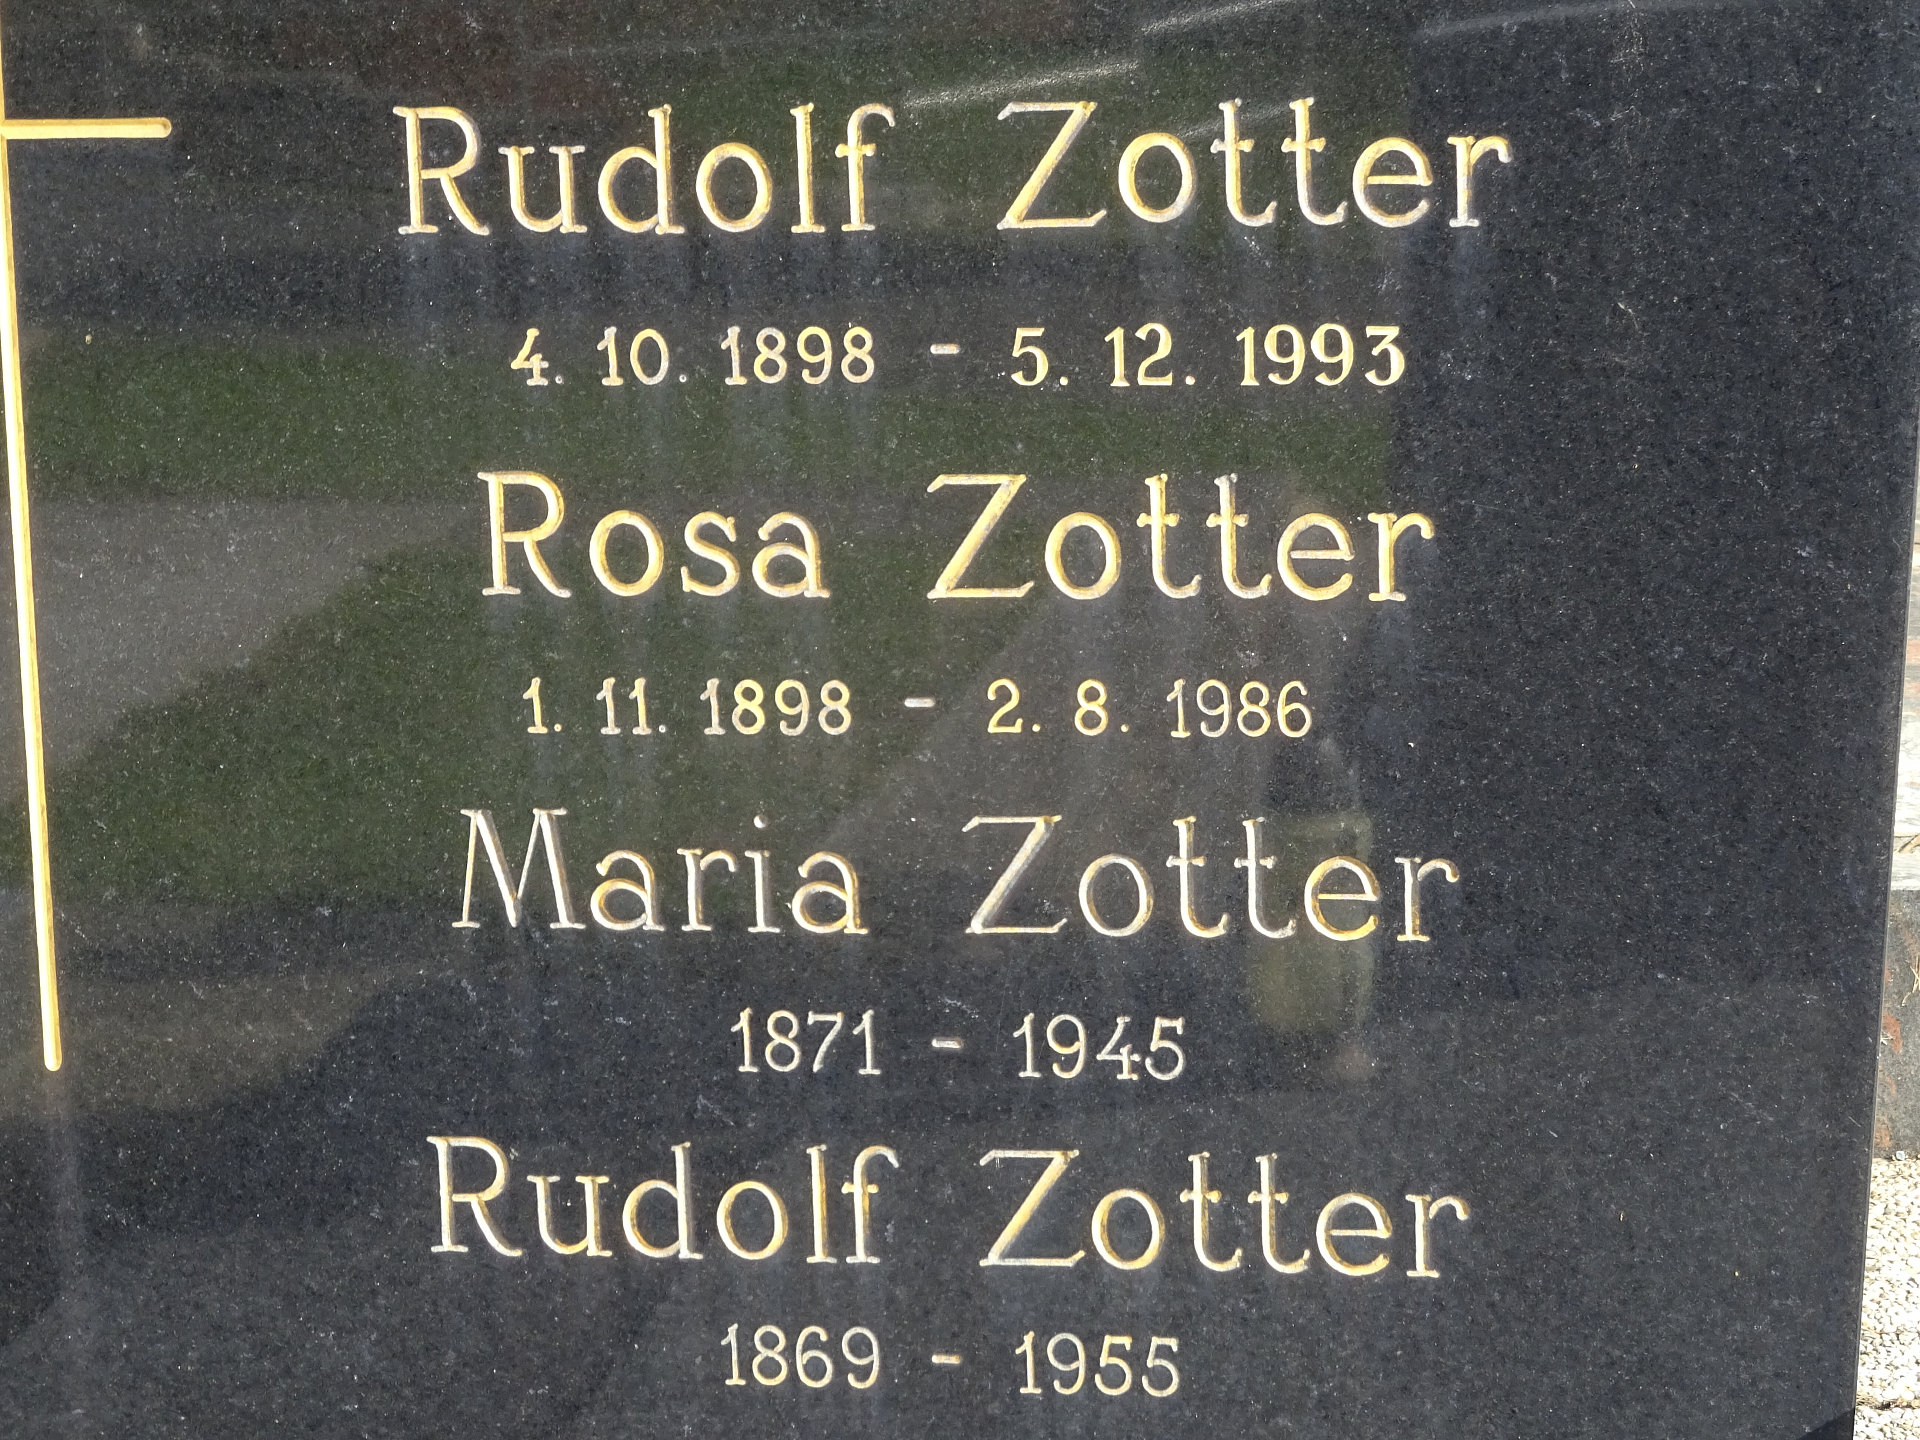 Rudolf Zotter
4. 10. 1898 - 5. 12. 1993
Rosa Zotter
1. 11. 1898 - 2. 8. 1986
Maria Zotter
1871 - 1945
Rudolf Zotter
1869 - 1955